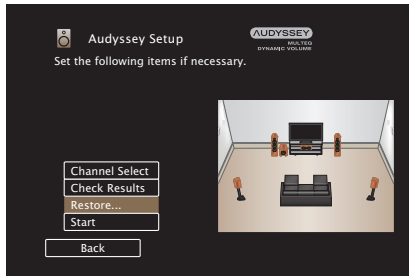 Audyssey Setup
AUDYSSEY
MULTEQ
DYNAMIC VOLUME
Set the following items if necessary.
Channel Select
Check Results
Restore...
Start
Back